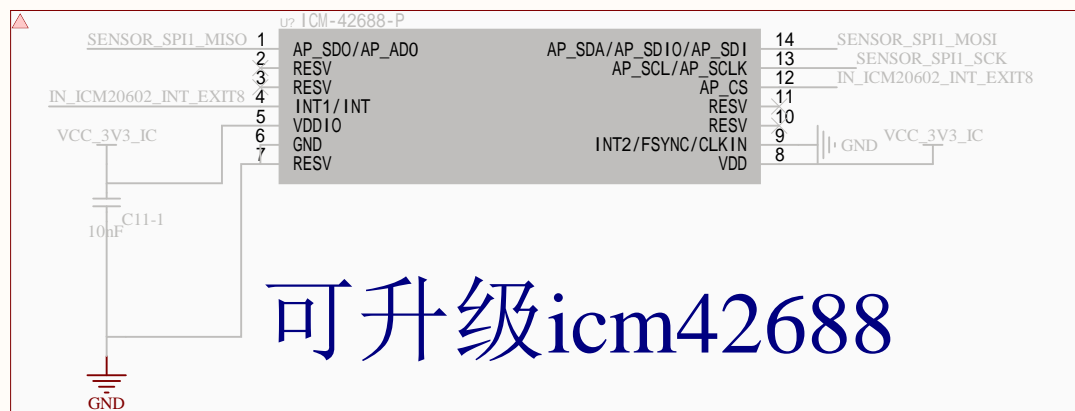 U? ICM-42688-P
SENSOR_SPI1_MISO 1 AP_SDO/AP_AD0 AP_SDA/AP_SDIO/AP_SDI 14 SENSOR_SPI1_MOSI
2 RESV AP_SCL/AP_SCLK 13 SENSOR_SPI1_SCK
3 RESV AP_CS 12 IN_ICM20602_INT_EXIT8
IN_ICM20602_INT_EXIT8 4 INT1/INT RESV 11
5 VDDIO RESV 10
VCC_3V3_IC 6 GND INT2/FSYNC/CLKIN 9 GND VCC_3V3_IC
7 RESV VDD 8
C11-1
10nF
可升级icm42688
GND